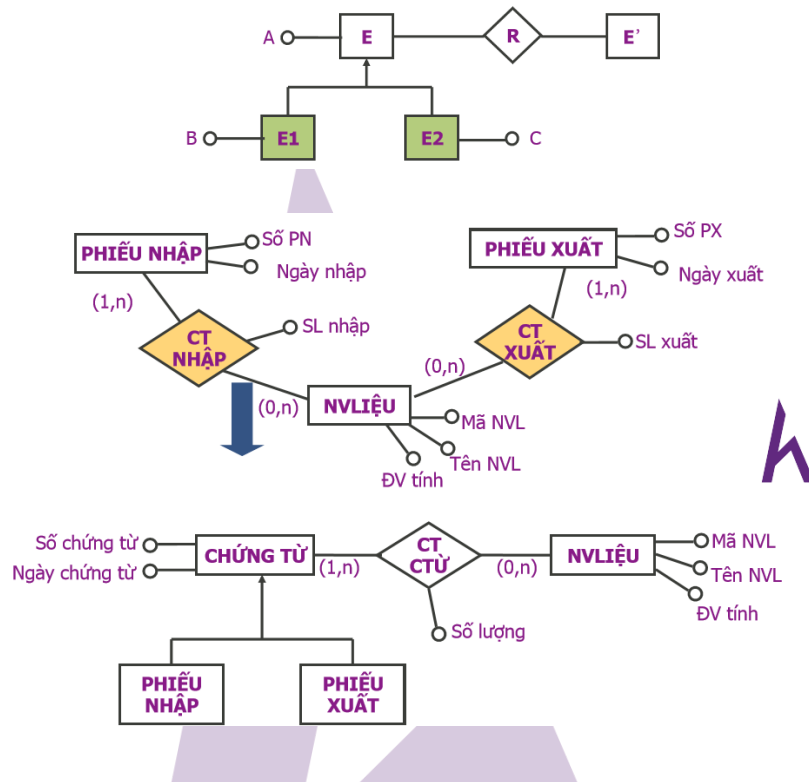 A
E
R
E'
B
E1
E2
C
PHIẾU NHẬP
Số PN
Ngày nhập
(1,n)
PHIẾU XUẤT
Số PX
Ngày xuất
(1,n)
CT
NHẬP
SL nhập
CT
XUẤT
SL xuất
(0,n)
(0,n)
NVLIỆU
Mã NVL
Tên NVL
ĐV tính
Số chứng từ
Ngày chứng từ
CHỨNG TỪ
(1,n)
CT
CTỪ
(0,n)
NVLIỆU
Mã NVL
Tên NVL
ĐV tính
Số lượng
PHIẾU
NHẬP
PHIẾU
XUẤT